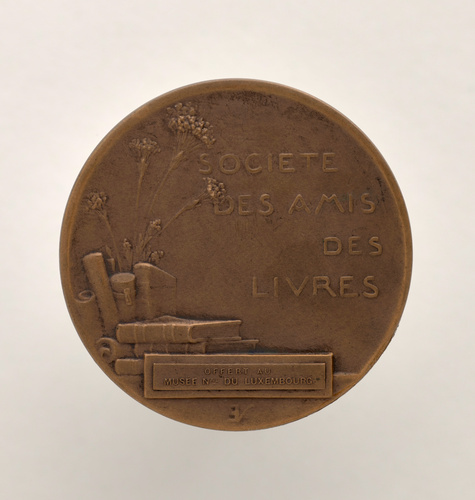 SOCIETE
DES AMIS
DES
LIVRES
OFFERT AU
MUSEE NAL DU LUXEMBOURG